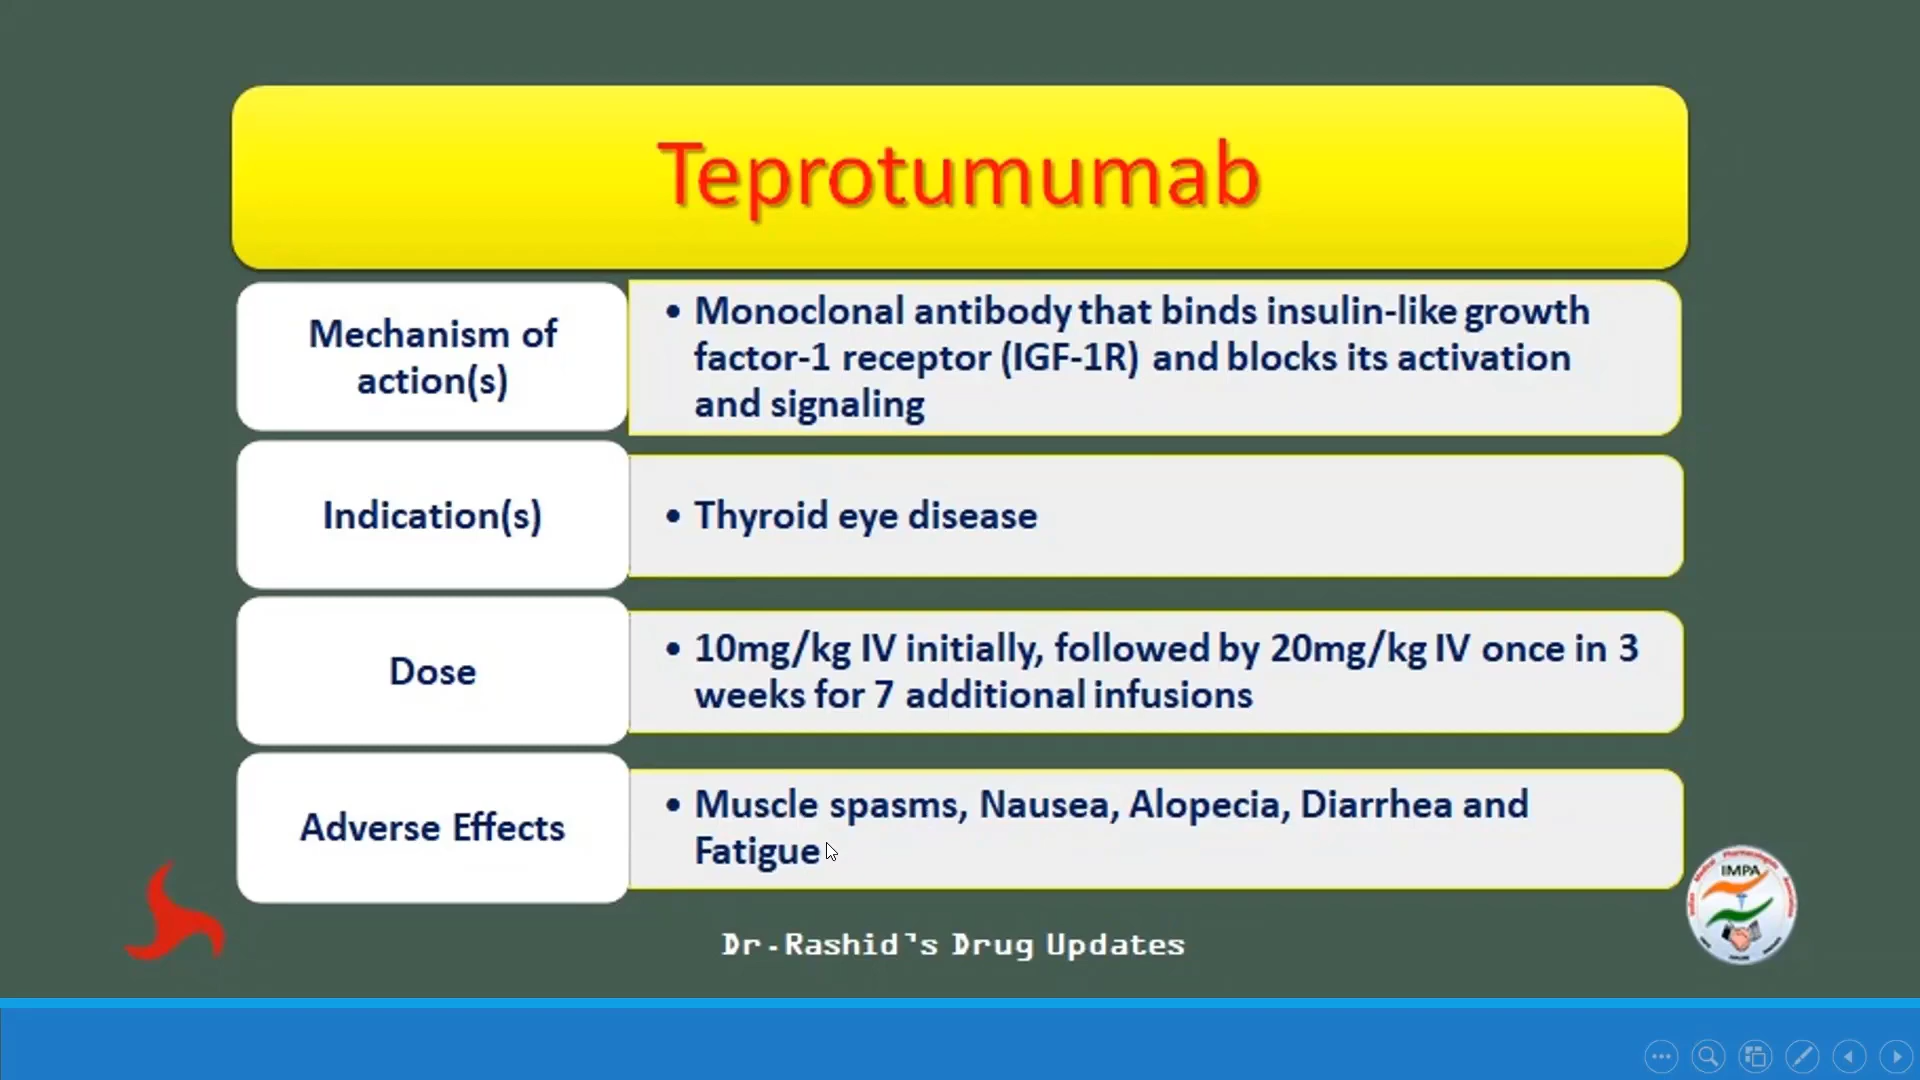 Teprotumumab
Mechanism of
action(s)
• Monoclonal antibody that binds insulin-like growth
factor-1 receptor (IGF-1R) and blocks its activation
and signaling
Indication(s)
• Thyroid eye disease
Dose
• 10mg/kg IV initially, followed by 20mg/kg IV once in 3
weeks for 7 additional infusions
Adverse Effects
• Muscle spasms, Nausea, Alopecia, Diarrhea and
Fatigue
IMPA
Dr.Rashid's Drug Updates